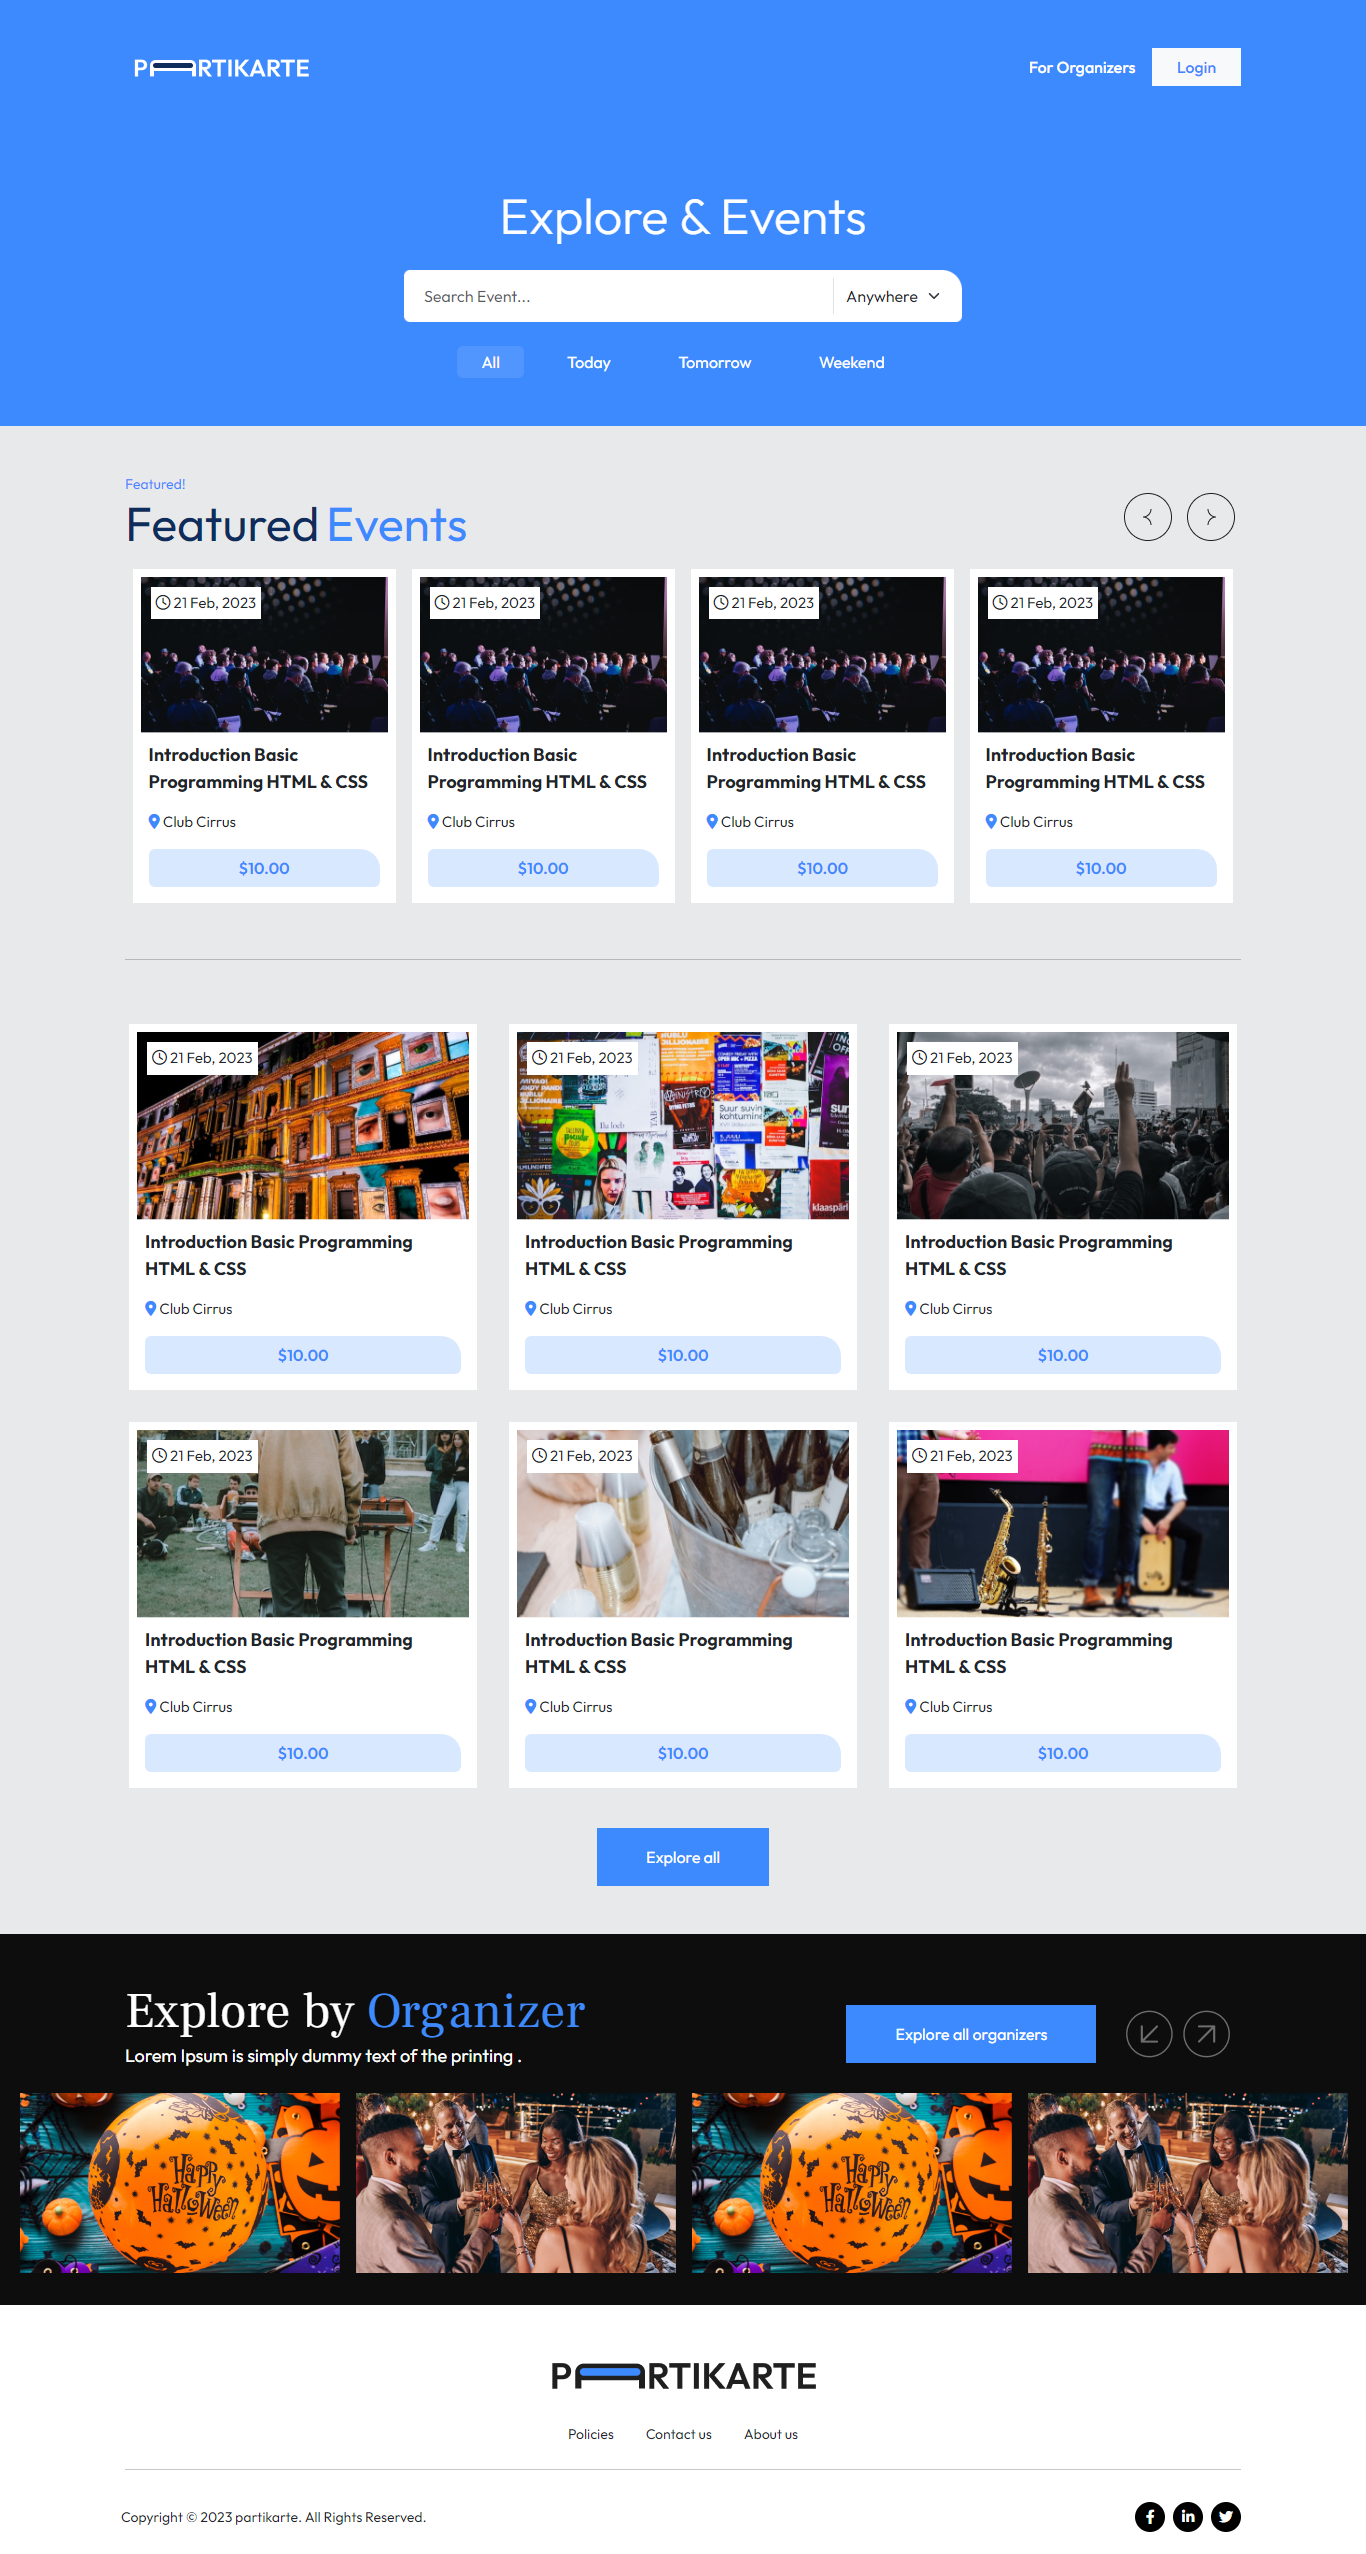 PARTIKARTE
For Organizers
Login
Explore & Events
Search Event...
Anywhere
All
Today
Tomorrow
Weekend
Featured!
Featured Events
21 Feb, 2023
21 Feb, 2023
21 Feb, 2023
21 Feb, 2023
Introduction Basic
Programming HTML & CSS
Introduction Basic
Programming HTML & CSS
Introduction Basic
Programming HTML & CSS
Introduction Basic
Programming HTML & CSS
Club Cirrus
Club Cirrus
Club Cirrus
Club Cirrus
$10.00
$10.00
$10.00
$10.00
21 Feb, 2023
21 Feb, 2023
21 Feb, 2023
Suur suvin
kohtumine
klaaspärl
Introduction Basic Programming
HTML & CSS
Introduction Basic Programming
HTML & CSS
Introduction Basic Programming
HTML & CSS
Club Cirrus
Club Cirrus
Club Cirrus
$10.00
$10.00
$10.00
21 Feb, 2023
21 Feb, 2023
21 Feb, 2023
Introduction Basic Programming
HTML & CSS
Introduction Basic Programming
HTML & CSS
Introduction Basic Programming
HTML & CSS
Club Cirrus
Club Cirrus
Club Cirrus
$10.00
$10.00
$10.00
Explore all
Explore by Organizer
Lorem Ipsum is simply dummy text of the printing .
Explore all organizers
Happy
Halloween
Happy
Halloween
PARTIKARTE
Policies
Contact us
About us
Copyright © 2023 partikarte. All Rights Reserved.